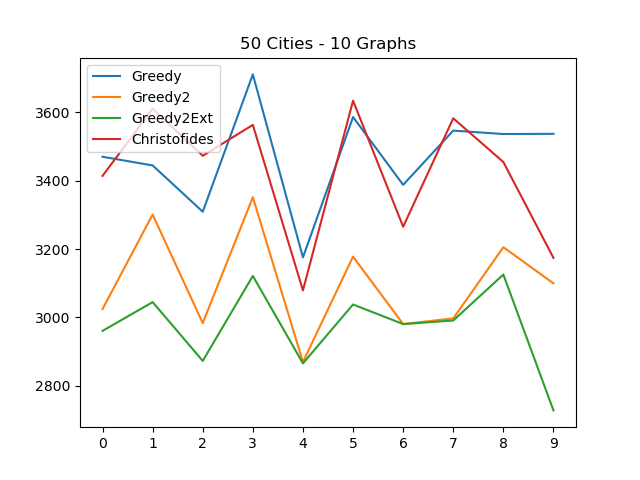 50 Cities - 10 Graphs
Greedy
Greedy2
Greedy2Ext
Christofides
3600
3400
3200
3000
2800
0 1 2 3 4 5 6 7 8 9